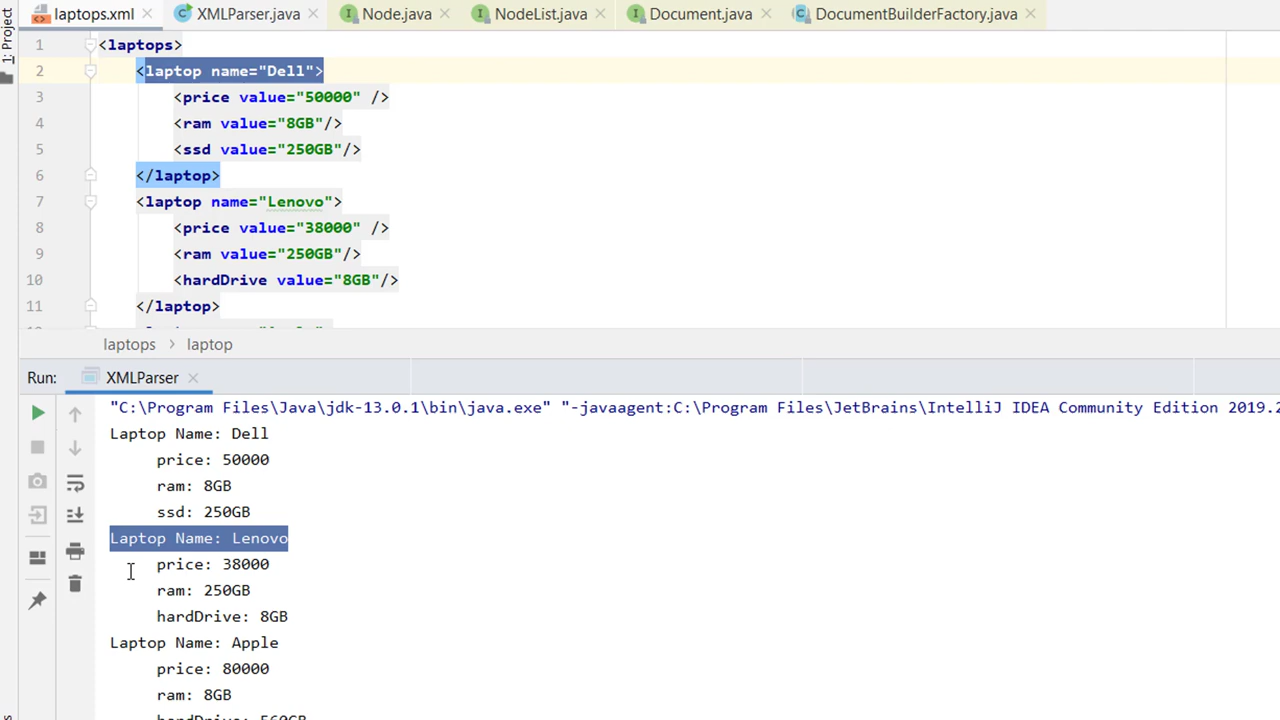 laptops.xml XMLParser.java Node.java NodeList.java Document.java DocumentBuilderFactory.java
1: Project
1 <laptops>
2 <laptop name="Dell">
3 <price value="50000" />
4 <ram value="8GB"/>
5 <ssd value="250GB"/>
6 </laptop>
7 <laptop name="Lenovo">
8 <price value="38000" />
9 <ram value="250GB"/>
10 <hardDrive value="8GB"/>
11 </laptop>
laptops > laptop
Run: XMLParser
"C:\Program Files\Java\jdk-13.0.1\bin\java.exe" "-javaagent:C:\Program Files\JetBrains\IntelliJ IDEA Community Edition 2019.2
Laptop Name: Dell
price: 50000
ram: 8GB
ssd: 250GB
Laptop Name: Lenovo
price: 38000
ram: 250GB
hardDrive: 8GB
Laptop Name: Apple
price: 80000
ram: 8GB
hardDrive: 560GB